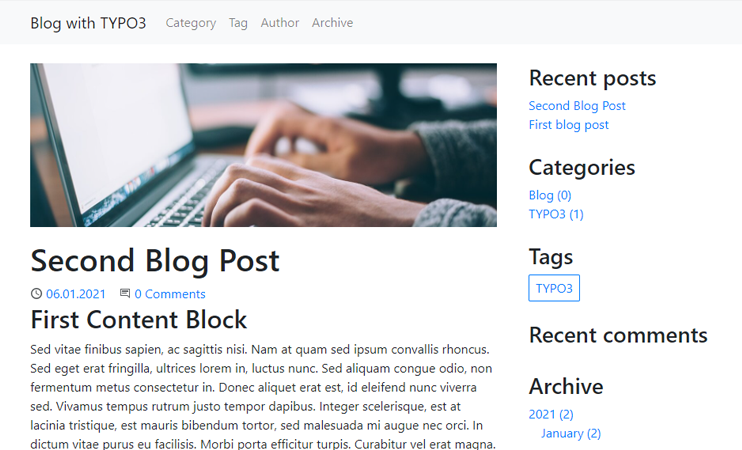 Blog with TYPO3 Category Tag Author Archive
Second Blog Post
06.01.2021 0 Comments
First Content Block
Sed vitae finibus sapien, ac sagittis nisi. Nam at quam sed ipsum convallis rhoncus.
Sed eget erat fringilla, ultrices lorem in, luctus nunc. Sed aliquam congue odio, non
fermentum metus consectetur in. Donec aliquet erat est, id eleifend nunc viverra
sed. Vivamus tempus rutrum justo tempor dapibus. Integer scelerisque, est at
lacinia tristique, est mauris bibendum tortor, sed malesuada mi augue nec orci. In
dictum vitae purus eu facilisis. Morbi porta efficitur turpis. Curabitur vel erat magna.
Recent posts
Second Blog Post
First blog post
Categories
Blog (0)
TYPO3 (1)
Tags
TYPO3
Recent comments
Archive
2021 (2)
January (2)